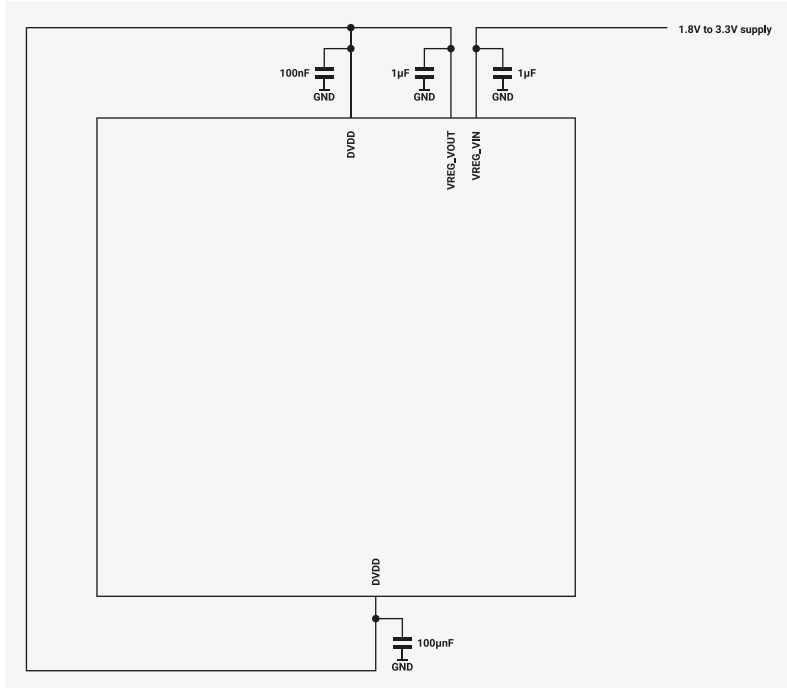 1.8V to 3.3V supply
100nF
1µF
1µF
GND
GND
GND
DVDD
VREG_VOUT
VREG_VIN
DVDD
100µnF
GND